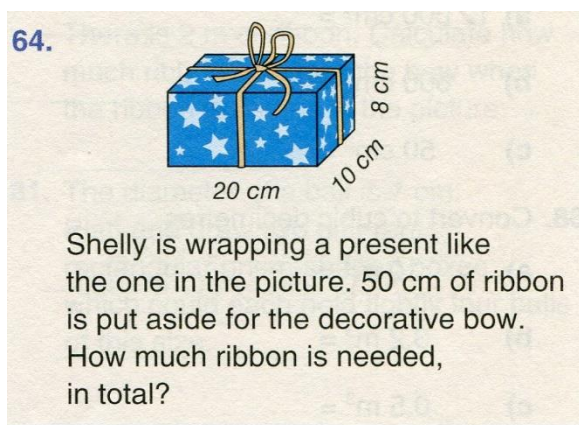 64.
8 cm
10 cm
20 cm
Shelly is wrapping a present like
the one in the picture. 50 cm of ribbon
is put aside for the decorative bow.
How much ribbon is needed,
in total?